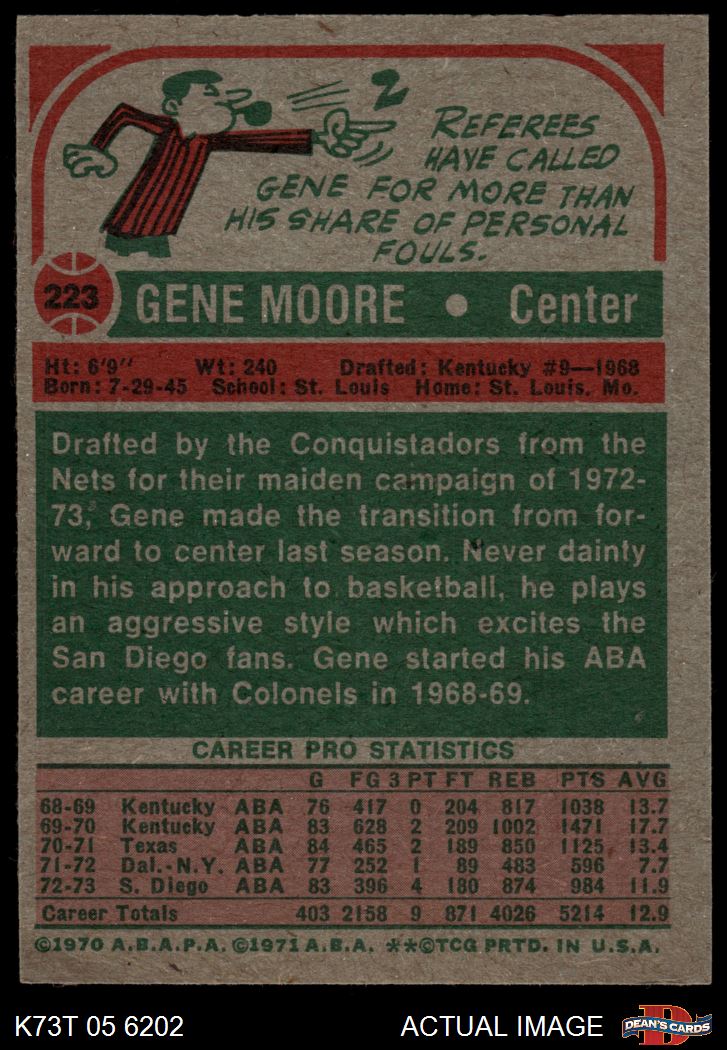 2
REFEREES
HAVE CALLED
GENE FOR MORE THAN
HIS SHARE OF PERSONAL
FOULS.
223 GENE MOORE • Center
Ht: 6'9" Wt: 240 Drafted: Kentucky #9—1968
Born: 7-29-45 School: St. Louis Home: St. Louis, Mo.
Drafted by the Conquistadors from the
Nets for their maiden campaign of 1972-
73, Gene made the transition from for-
ward to center last season. Never dainty
in his approach to basketball, he plays
an aggressive style which excites the
San Diego fans. Gene started his ABA
career with Colonels in 1968-69.
CAREER PRO STATISTICS
G FG 3 PT FT REB PTS AVG
68-69 Kentucky ABA 76 417 0 204 817 1038 13.7
69-70 Kentucky ABA 83 628 2 209 1002 1471 17.7
70-71 Texas ABA 84 465 2 189 850 1125 13.4
71-72 Dal.-N.Y. ABA 77 252 1 89 483 596 7.7
72-73 S. Diego ABA 83 396 4 180 874 984 11.9
Career Totals 403 2158 9 871 4026 5214 12.9
©1970 A.B.A.P.A. ©1971 A.B.A. **©TCG PRTD. IN U.S.A.
K73T 05 6202 ACTUAL IMAGE D DEAN'S CARDS